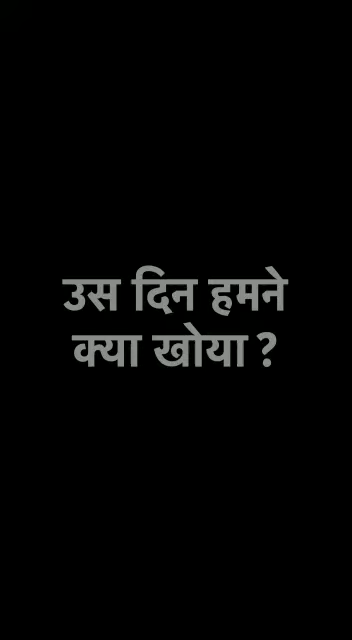 उस दिन हमने
क्या खोया ?